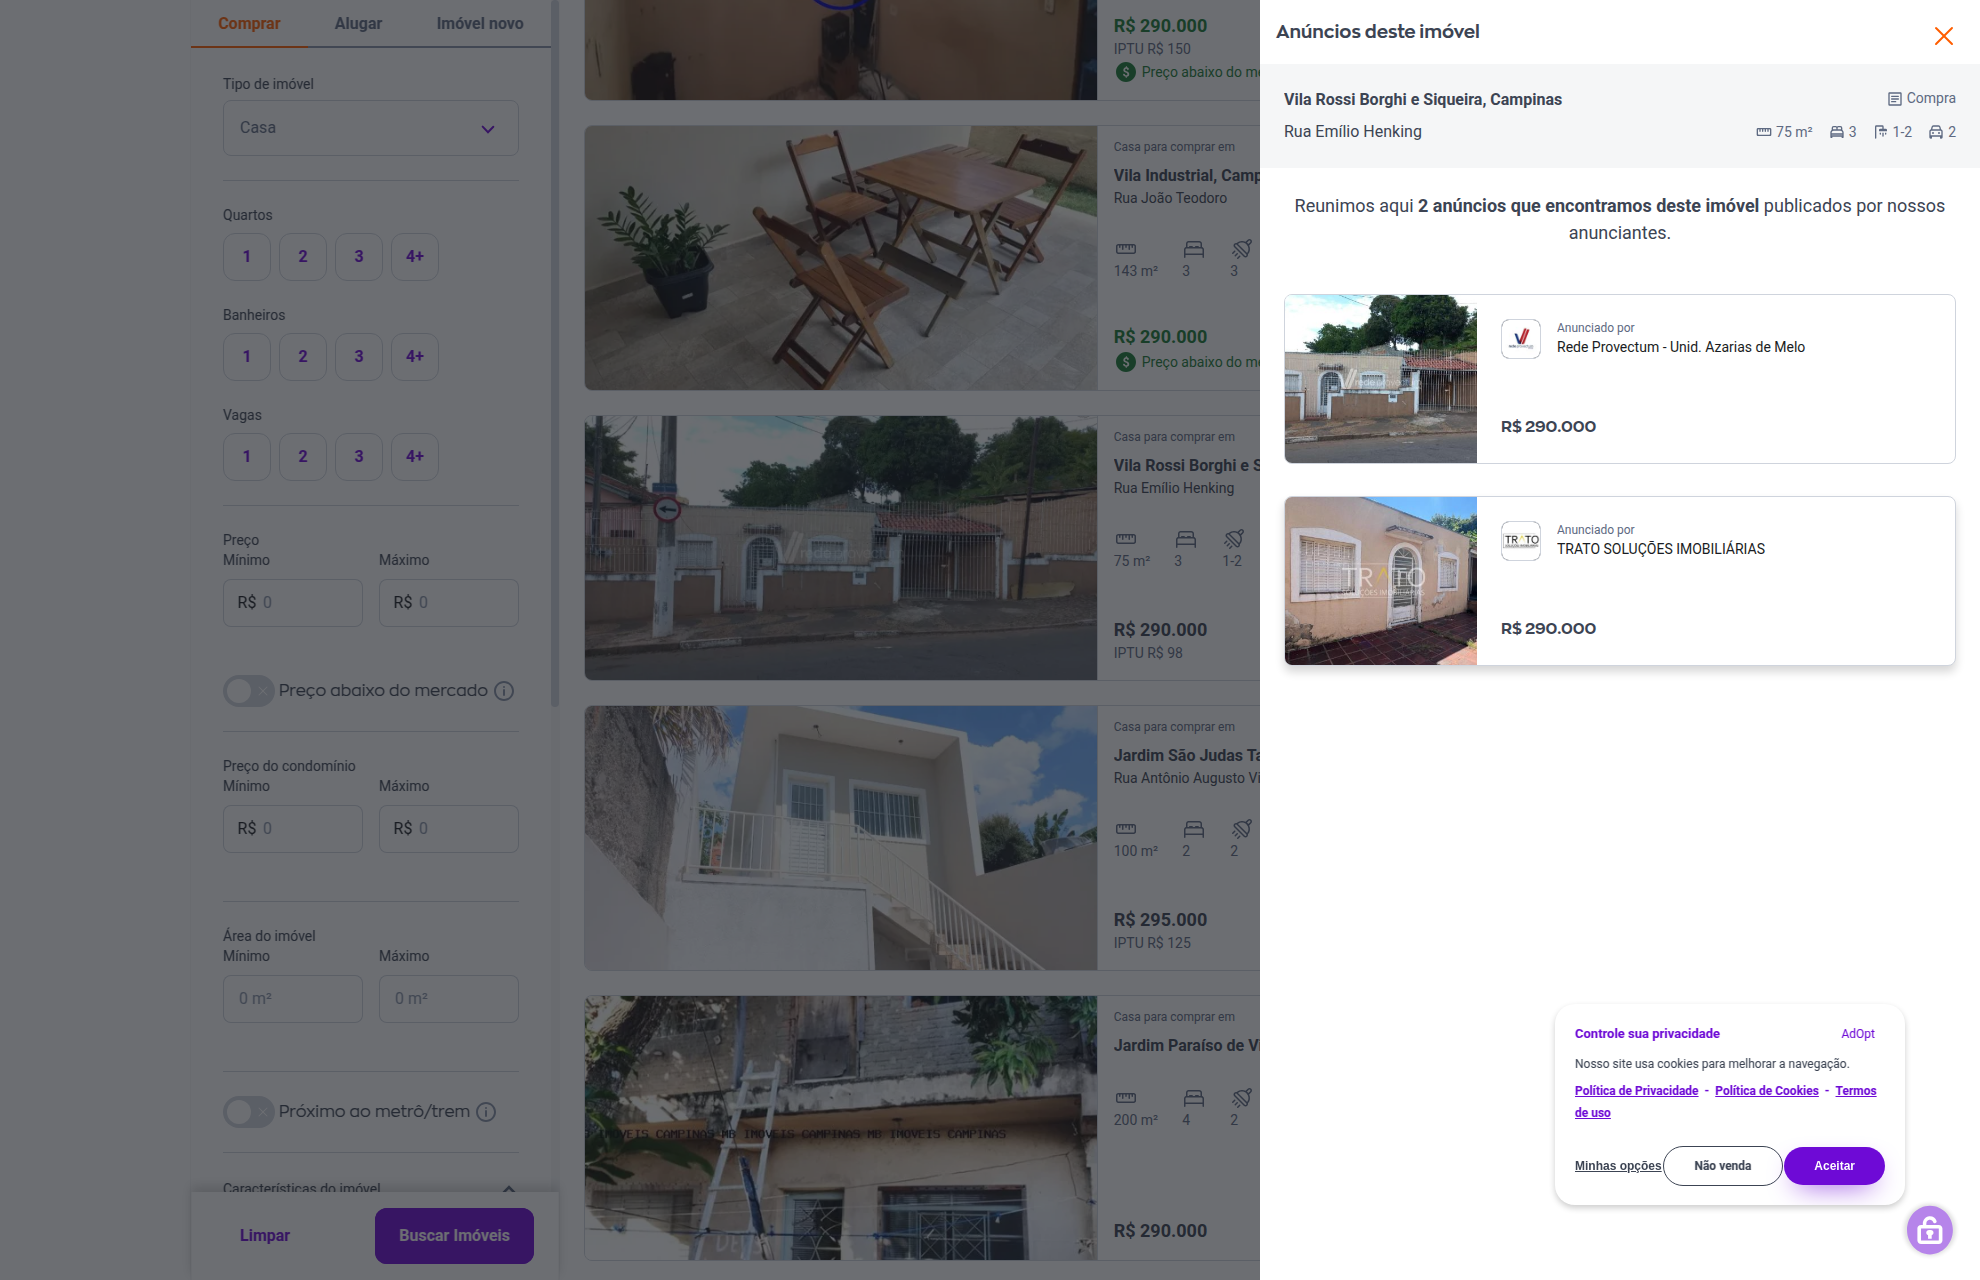 Comprar
Alugar
Imóvel novo
Tipo de imóvel
Casa
Quartos
1
2
3
4+
Banheiros
1
2
3
4+
Vagas
1
2
3
4+
Preço
Mínimo
Máximo
R$ 0
R$ 0
Preço abaixo do mercado
Preço do condomínio
Mínimo
Máximo
R$ 0
R$ 0
Área do imóvel
Mínimo
Máximo
0 m²
0 m²
Próximo ao metrô/trem
Características do imóvel
Limpar
Buscar Imóveis
R$ 290.000
IPTU R$ 150
Preço abaixo do
Casa para comprar em
Vila Industrial,
Rua João Teodoro
143 m²
3
3
R$ 290.000
Preço abaixo do
Casa para comprar em
Vila Rossi Borghi e
Rua Emílio Henking
75 m²
3
1-2
R$ 290.000
IPTU R$ 98
Casa para comprar em
Jardim São Judas
Rua Antônio Augusto
100 m²
2
2
R$ 295.000
IPTU R$ 125
MB IMOVEIS CAMPINAS MB IMOVEIS CAMPINAS
Casa para comprar em
Jardim Paraíso de
200 m²
4
2
R$ 290.000
Anúncios deste imóvel
Vila Rossi Borghi e Siqueira, Campinas
Compra
Rua Emílio Henking
75 m²
3
1-2
2
Reunimos aqui 2 anúncios que encontramos deste imóvel publicados por nossos
anunciantes.
Anunciado por
Rede Provectum - Unid. Azarias de Melo
R$ 290.000
TRATO
TRATO
Anunciado por
TRATO SOLUÇÕES IMOBILIÁRIAS
R$ 290.000
Controle sua privacidade
AdOpt
Nosso site usa cookies para melhorar a navegação.
Política de Privacidade - Política de Cookies - Termos
de uso
Minhas opções
Não venda
Aceitar